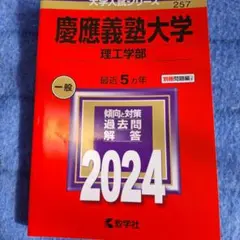 大学入試シリーズ
257
慶應義塾大学
理工学部
最近5カ年
別冊問題編
一般
傾向と対策
過去問
解答
2024
教学社